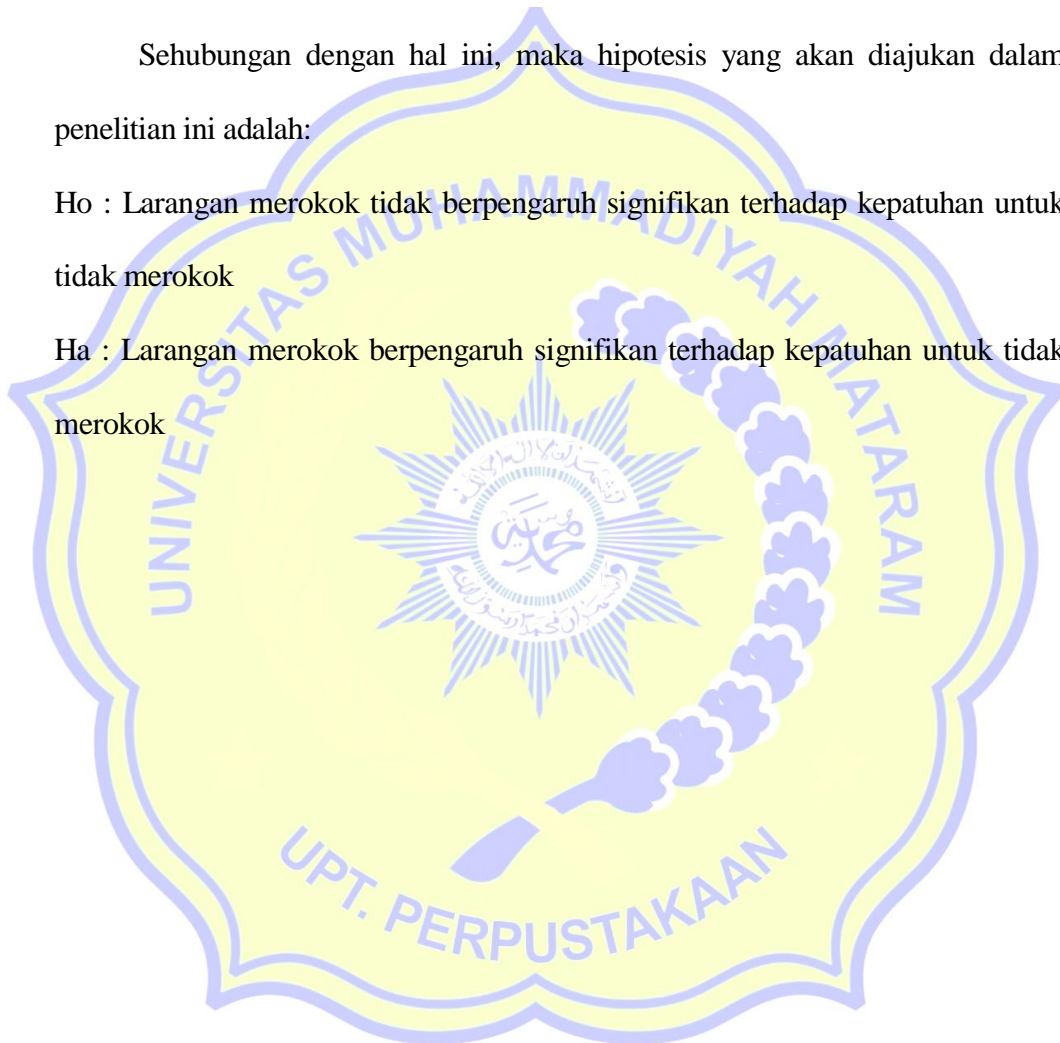 Sehubungan dengan hal ini, maka hipotesis yang akan diajukan dalam
penelitian ini adalah:
Ho : Larangan merokok tidak berpengaruh signifikan terhadap kepatuhan untuk
tidak merokok
Ha : Larangan merokok berpengaruh signifikan terhadap kepatuhan untuk tidak
merokok
UNIVERSITAS MUHAMMADIYAH MATARAM
UPT. PERPUSTAKAAN